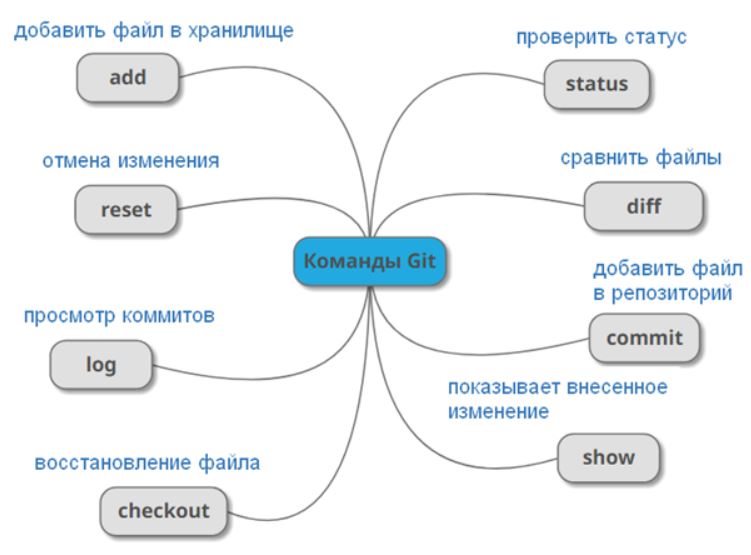 добавить файл в хранилище
add
отмена изменения
reset
просмотр коммитов
log
восстановление файла
checkout
Команды Git
проверить статус
status
сравнить файлы
diff
добавить файл
в репозиторий
commit
показывает внесенное
изменение
show